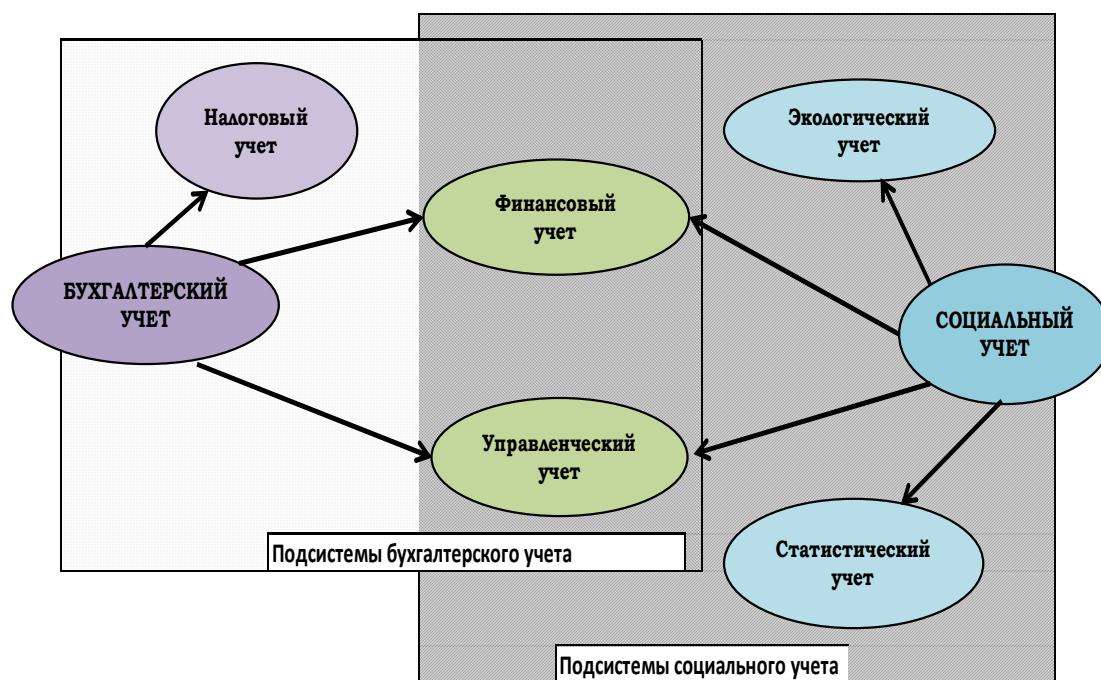 Налоговый
учет
Экологический
учет
Финансовый
учет
БУХГАЛТЕРСКИЙ
УЧЕТ
СОЦИАЛЬНЫЙ
УЧЕТ
Управленческий
учет
Подсистемы бухгалтерского учета
Статистический
учет
Подсистемы социального учета